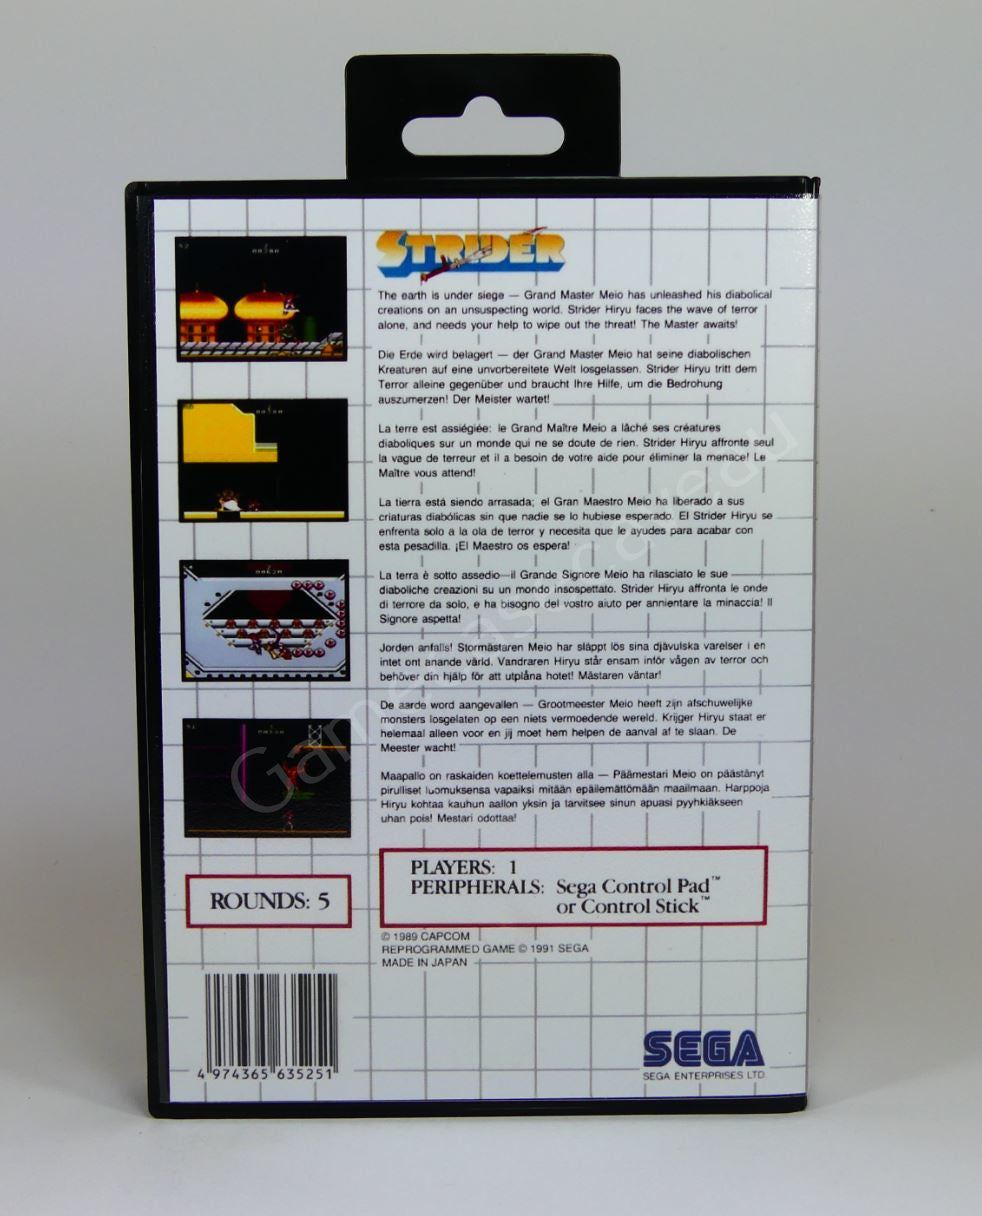 STRIDER
The earth is under siege — Grand Master Meio has unleashed his diabolical
creations on an unsuspecting world. Strider Hiryu faces the wave of terror
alone, and needs your help to wipe out the threat! The Master awaits!
Die Erde wird belagert — der Grand Master Meio hat seine diabolischen
Kreaturen auf eine unvorbereitete Welt losgelassen. Strider Hiryu tritt dem
Terror alleine gegenüber und braucht Ihre Hilfe, um die Bedrohung
auszumerzen! Der Meister wartet!
La terre est assiégiée: le Grand Maître Meio a lâché ses créatures
diaboliques sur un monde qui ne se doute de rien. Strider Hiryu affronte seul
la vague de terreur et il a besoin de votre aide pour éliminer la menace! Le
Maître vous attend!
La tierra está siendo arrasada; el Gran Maestro Meio ha liberado a sus
criaturas diabólicas sin que nadie se lo hubiese esperado. El Strider Hiryu se
enfrenta solo a la ola de terror y necesita que le ayudes para acabar con
esta pesadilla. ¡El Maestro os espera!
La terra è sotto assedio—il Grande Signore Meio ha rilasciato le sue
diaboliche creazioni su un mondo insospettato. Strider Hiryu affronta le onde
di terrore da solo, e ha bisogno del vostro aiuto per annientare la minaccia! Il
Signore aspetta!
Jorden anfalls! Stormästaren Meio har släppt lös sina djävulska varelser i en
intet ont anande värld. Vandraren Hiryu står ensam inför vågen av terror och
behöver din hjälp för att utplåna hotet! Mästaren väntar!
De aarde word aangevallen — Grootmeester Meio heeft zijn afschuwelijke
monsters losgelaten op een niets vermoedende wereld. Krijger Hiryu staat er
helemaal alleen voor en jij moet hem helpen de aanval af te slaan. De
Meester wacht!
Maapallo on raskaiden koettelemusten alla — Päämestari Meio on päästänyt
pirulliset luomuksensa vapaiksi mitään epäilemättömään maailmaan. Harppoja
Hiryu kohtaa kauhun aallon yksin ja tarvitsee sinun apuasi pyyhkiäkseen
uhan pois! Mestari odottaa!
ROUNDS: 5
PLAYERS: 1
PERIPHERALS: Sega Control Pad™
or Control Stick™
© 1989 CAPCOM
REPROGRAMMED GAME © 1991 SEGA
MADE IN JAPAN
4 974365 635251
SEGA
SEGA ENTERPRISES LTD.